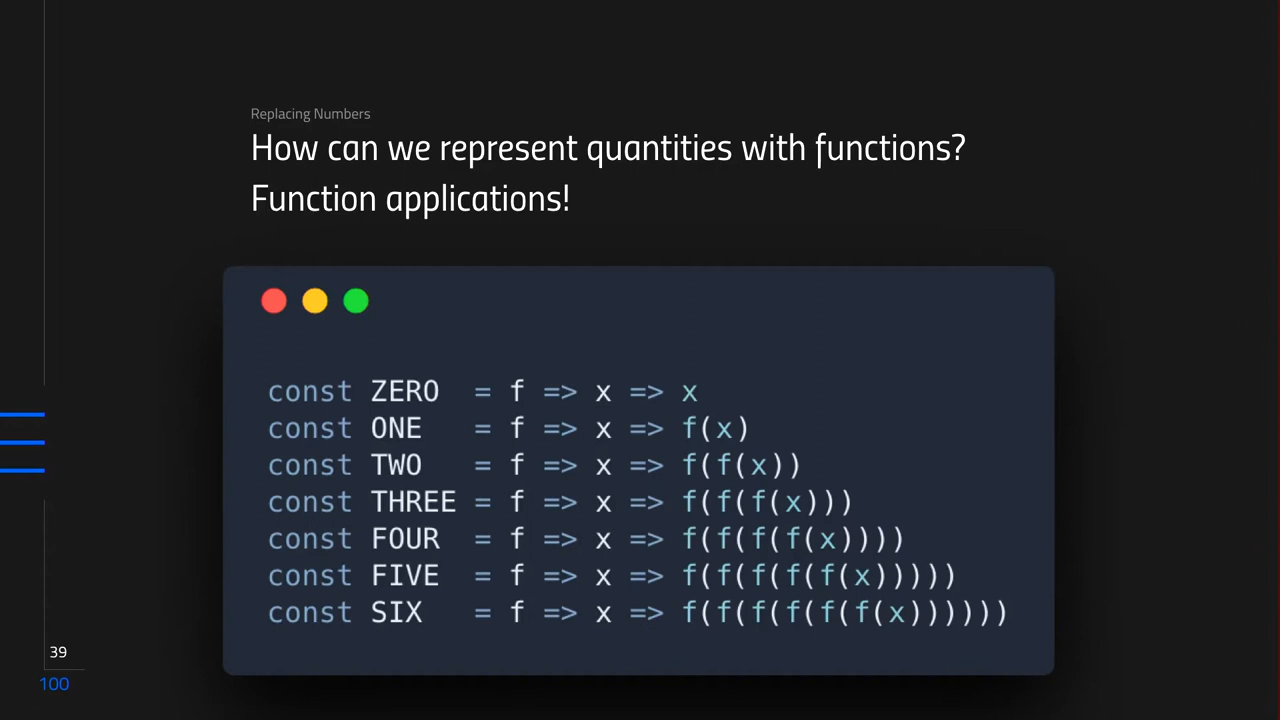 Replacing Numbers
How can we represent quantities with functions?
Function applications!
const ZERO  = f => x => x
const ONE   = f => x => f(x)
const TWO   = f => x => f(f(x))
const THREE = f => x => f(f(f(x)))
const FOUR  = f => x => f(f(f(f(x))))
const FIVE  = f => x => f(f(f(f(f(x)))))
const SIX   = f => x => f(f(f(f(f(f(x))))))
39
100